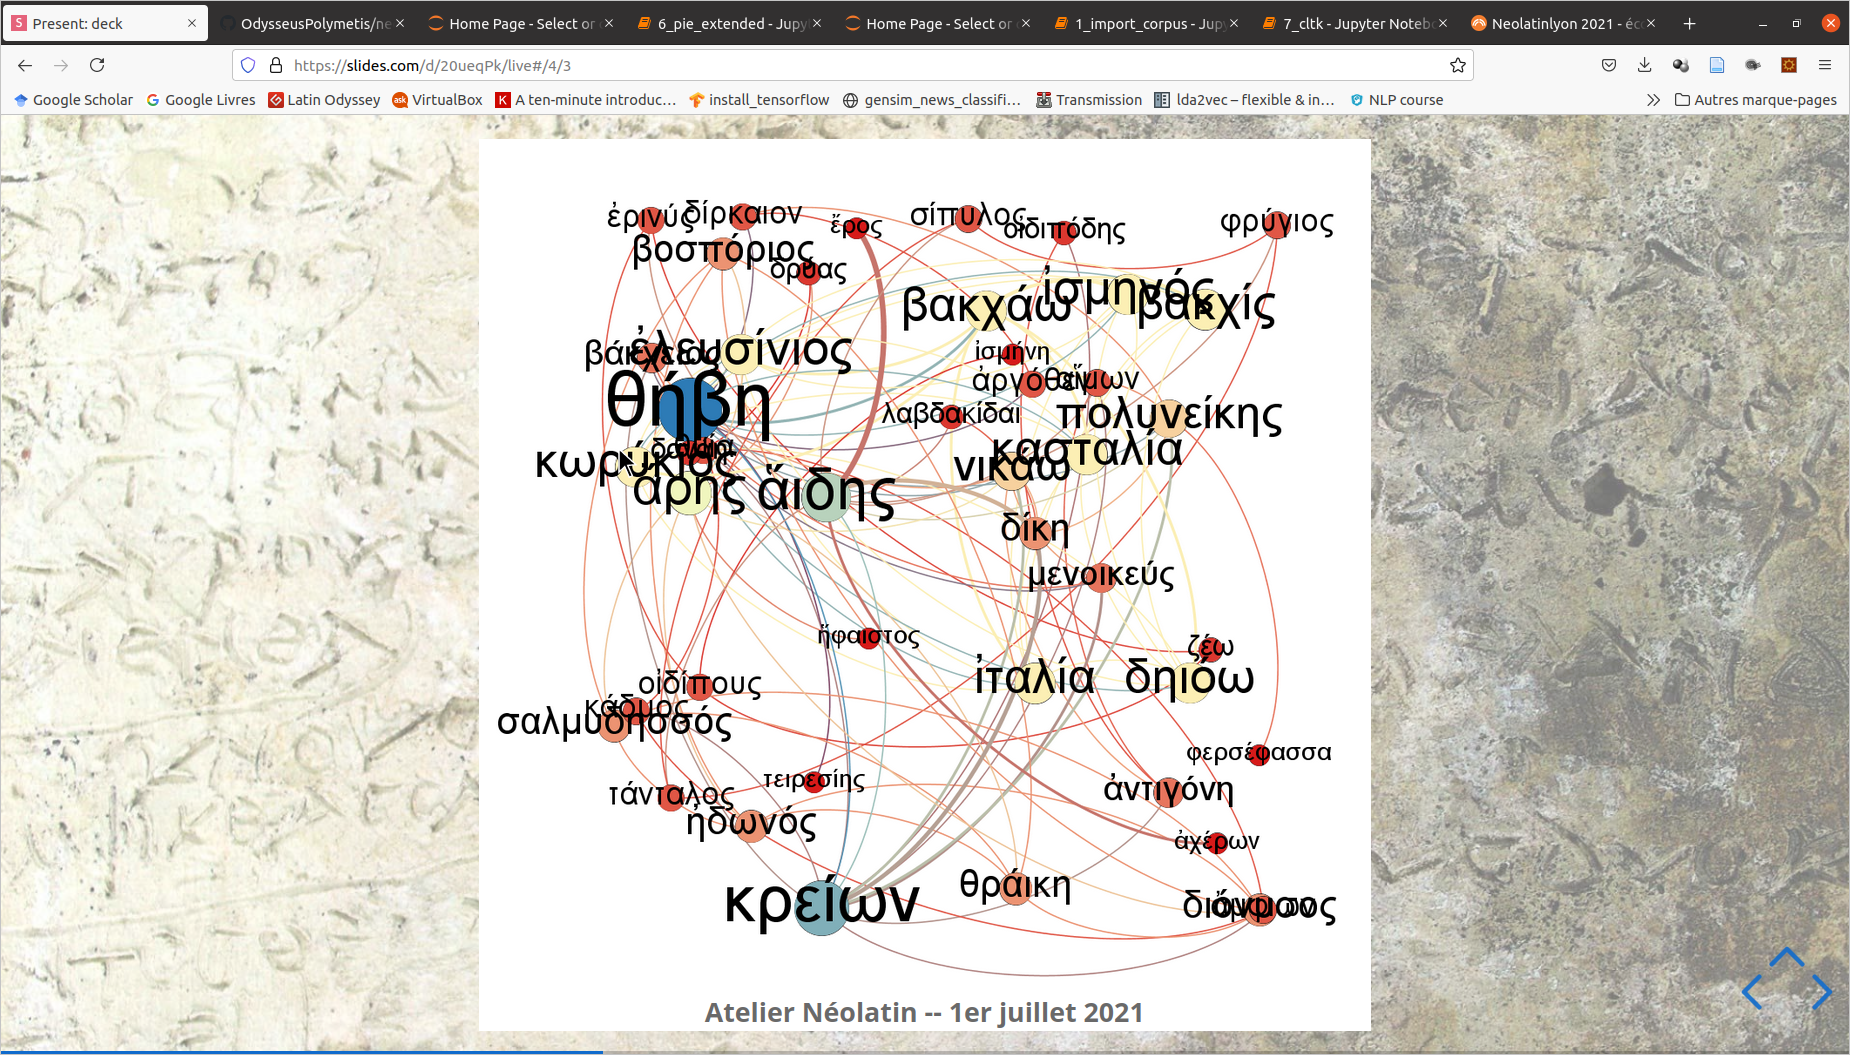 Present: deck
OdysseusPolymetis/ne
Home Page - Select or c
6_pie_extended - Jupy
Home Page - Select or c
1_import_corpus - Jup
7_cltk - Jupyter Notebo
Neolatinlyon 2021 - éc
https://slides.com/d/20ueqPk/live#/4/3
Google Scholar
Google Livres
Latin Odyssey
VirtualBox
A ten-minute introduc…
install_tensorflow
gensim_news_classifi…
Transmission
lda2vec – flexible & in…
NLP course
Autres marque-pages
ἐρινύς
δίρκαιον
ἔρος
σίπυλος
οἰδιπόδης
φρύγιος
βοσπόριος
δρύας
βακχάω
ἰσμηνός
βακχίς
βάκχειος
ἐλευσίνιος
ἰσμήνη
αἵμων
θήβη
λαβδακίδαι
πολυνείκης
κασταλία
κωρύκιος
νικάω
ἄρης
ἅιδης
δίκη
μενοικεύς
ἥφαιστος
ζέω
οἰδίπους
ἰταλία
δηιόω
κάδμος
σαλμυδησσός
φερσέφασσα
τάνταλος
τειρεσίης
ἀντιγόνη
ἠδωνός
ἀχέρων
κρείων
θράικη
διόνυσος
Atelier Néolatin -- 1er juillet 2021